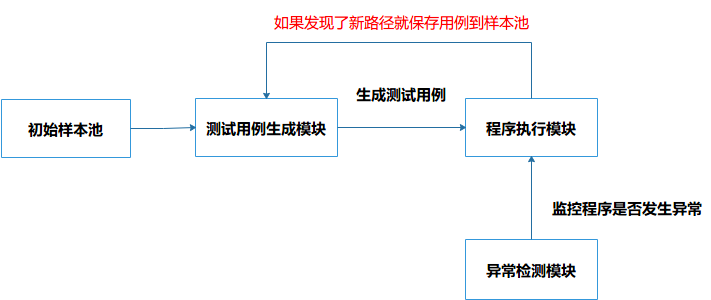 如果发现了新路径就保存用例到样本池
生成测试用例
初始样本池
测试用例生成模块
程序执行模块
监控程序是否发生异常
异常检测模块